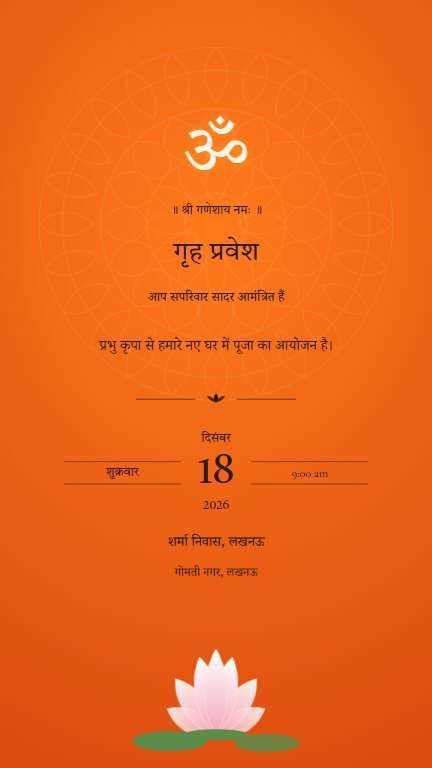 ॐ
॥ श्री गणेशाय नमः ॥
गृह प्रवेश
आप सपरिवार सादर आमंत्रित हैं
प्रभु कृपा से हमारे नए घर में पूजा का आयोजन है।
दिसंबर
शुक्रवार 18 9:00 am
2026
शर्मा निवास, लखनऊ
गोमती नगर, लखनऊ